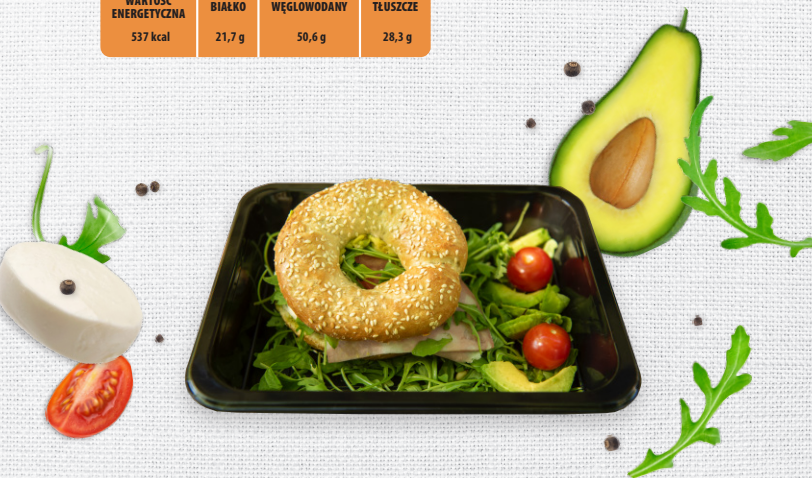 WARTOŚĆ
ENERGETYCZNA BIAŁKO WĘGLOWODANY TŁUSZCZE
537 kcal 21,7 g 50,6 g 28,3 g